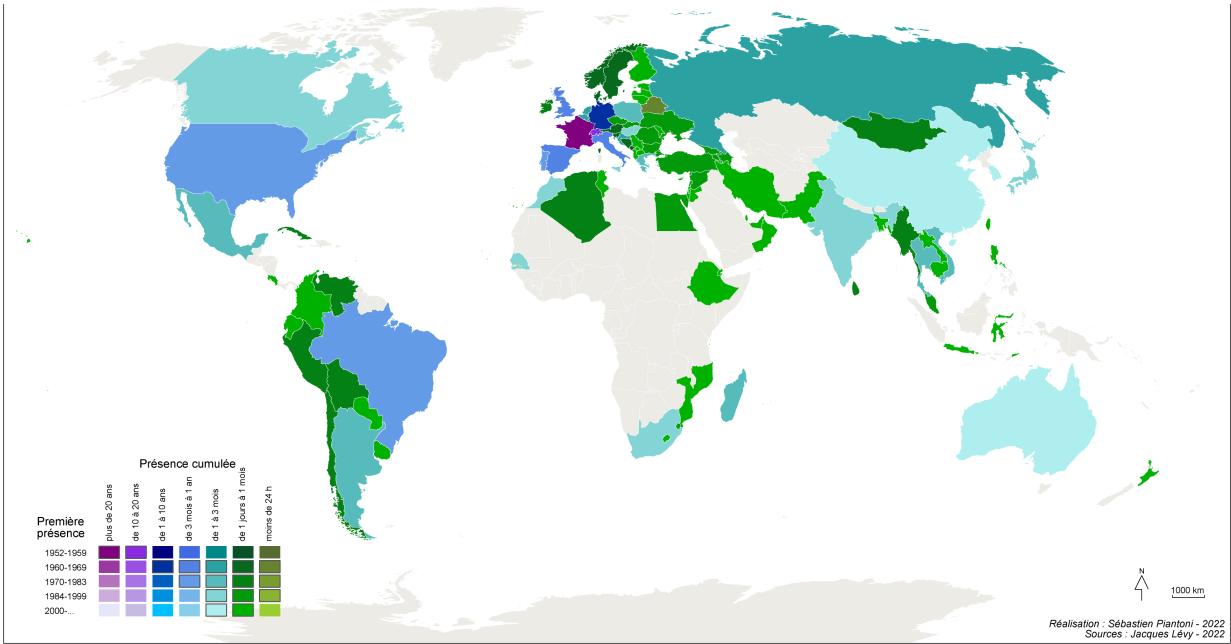 Présence cumulée
plus de 20 ans
de 10 à 20 ans
de 1 à 10 ans
de 3 mois à 1 an
de 1 à 3 mois
de 1 jours à 1 mois
moins de 24 h
Première
présence
1952-1959
1960-1969
1970-1983
1984-1999
2000-...
N
1000 km
Réalisation : Sébastien Piantoni - 2022
Sources : Jacques Lévy - 2022